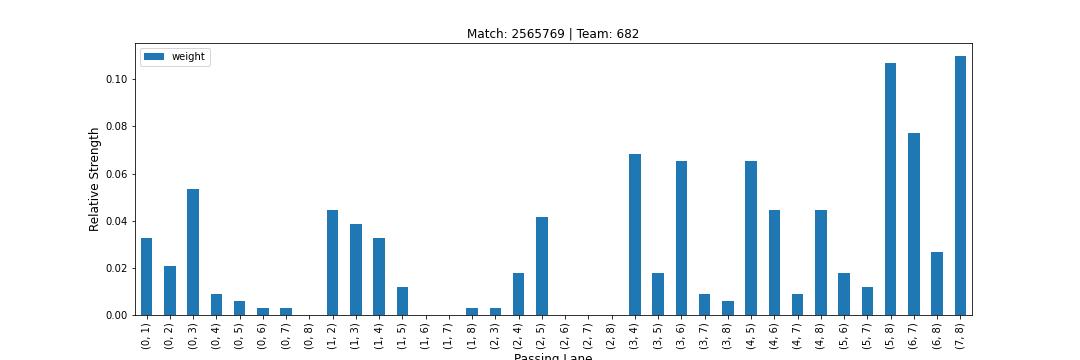 Match: 2565769 | Team: 682
weight
Relative Strength
0.10
0.08
0.06
0.04
0.02
0.00
(0, 1) (0, 2) (0, 3) (0, 4) (0, 5) (0, 6) (0, 7) (0, 8) (1, 2) (1, 3) (1, 4) (1, 5) (1, 6) (1, 7) (1, 8) (2, 3) (2, 4) (2, 5) (2, 6) (2, 7) (2, 8) (3, 4) (3, 5) (3, 6) (3, 7) (3, 8) (4, 5) (4, 6) (4, 7) (4, 8) (5, 6) (5, 7) (5, 8) (6, 7) (6, 8) (7, 8)
Passing Lane